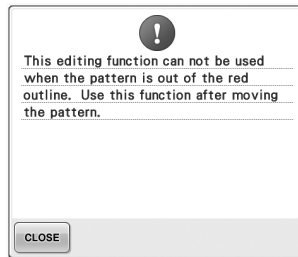 This editing function can not be used
when the pattern is out of the red
outline. Use this function after moving
the pattern.
CLOSE